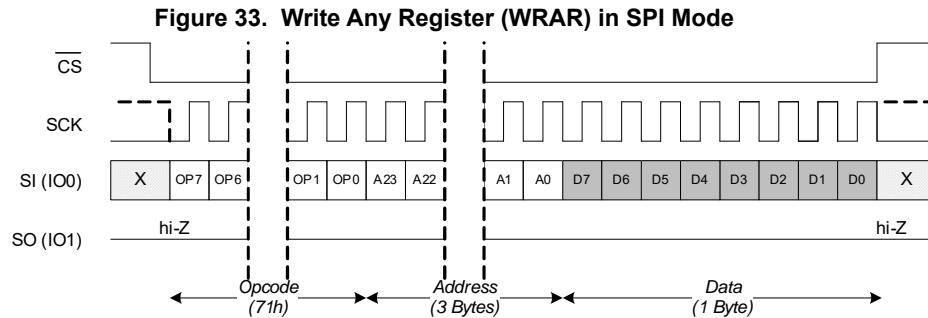 Figure 33. Write Any Register (WRAR) in SPI Mode
CS
SCK
SI (IO0) X OP7 OP6 OP1 OP0 A23 A22 A1 A0 D7 D6 D5 D4 D3 D2 D1 D0 X
hi-Z hi-Z
SO (IO1)
Opcode Address Data
(71h) (3 Bytes) (1 Byte)